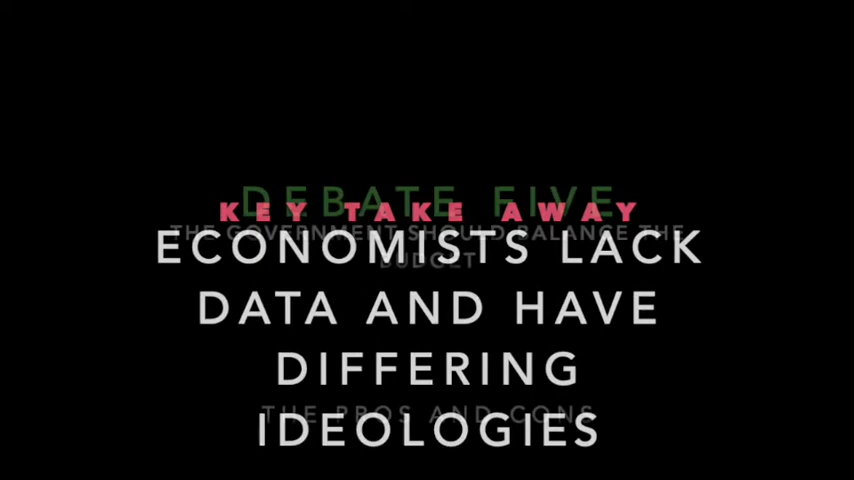 DEBATE FIVE
KEY TAKE AWAY
THE GOVERNMENT SHOULD BALANCE THE
ECONOMISTS LACK
BUDGET
DATA AND HAVE
DIFFERING
THE PROS AND CONS
IDEOLOGIES